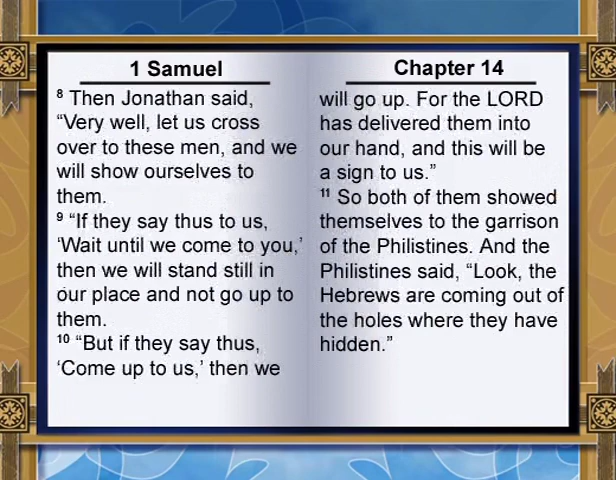 1 Samuel
⁸ Then Jonathan said,
“Very well, let us cross
over to these men, and we
will show ourselves to
them.
⁹ “If they say thus to us,
‘Wait until we come to you,’
then we will stand still in
our place and not go up to
them.
¹⁰ “But if they say thus,
‘Come up to us,’ then we
Chapter 14
will go up. For the LORD
has delivered them into
our hand, and this will be
a sign to us.”
¹¹ So both of them showed
themselves to the garrison
of the Philistines. And the
Philistines said, “Look, the
Hebrews are coming out of
the holes where they have
hidden.”